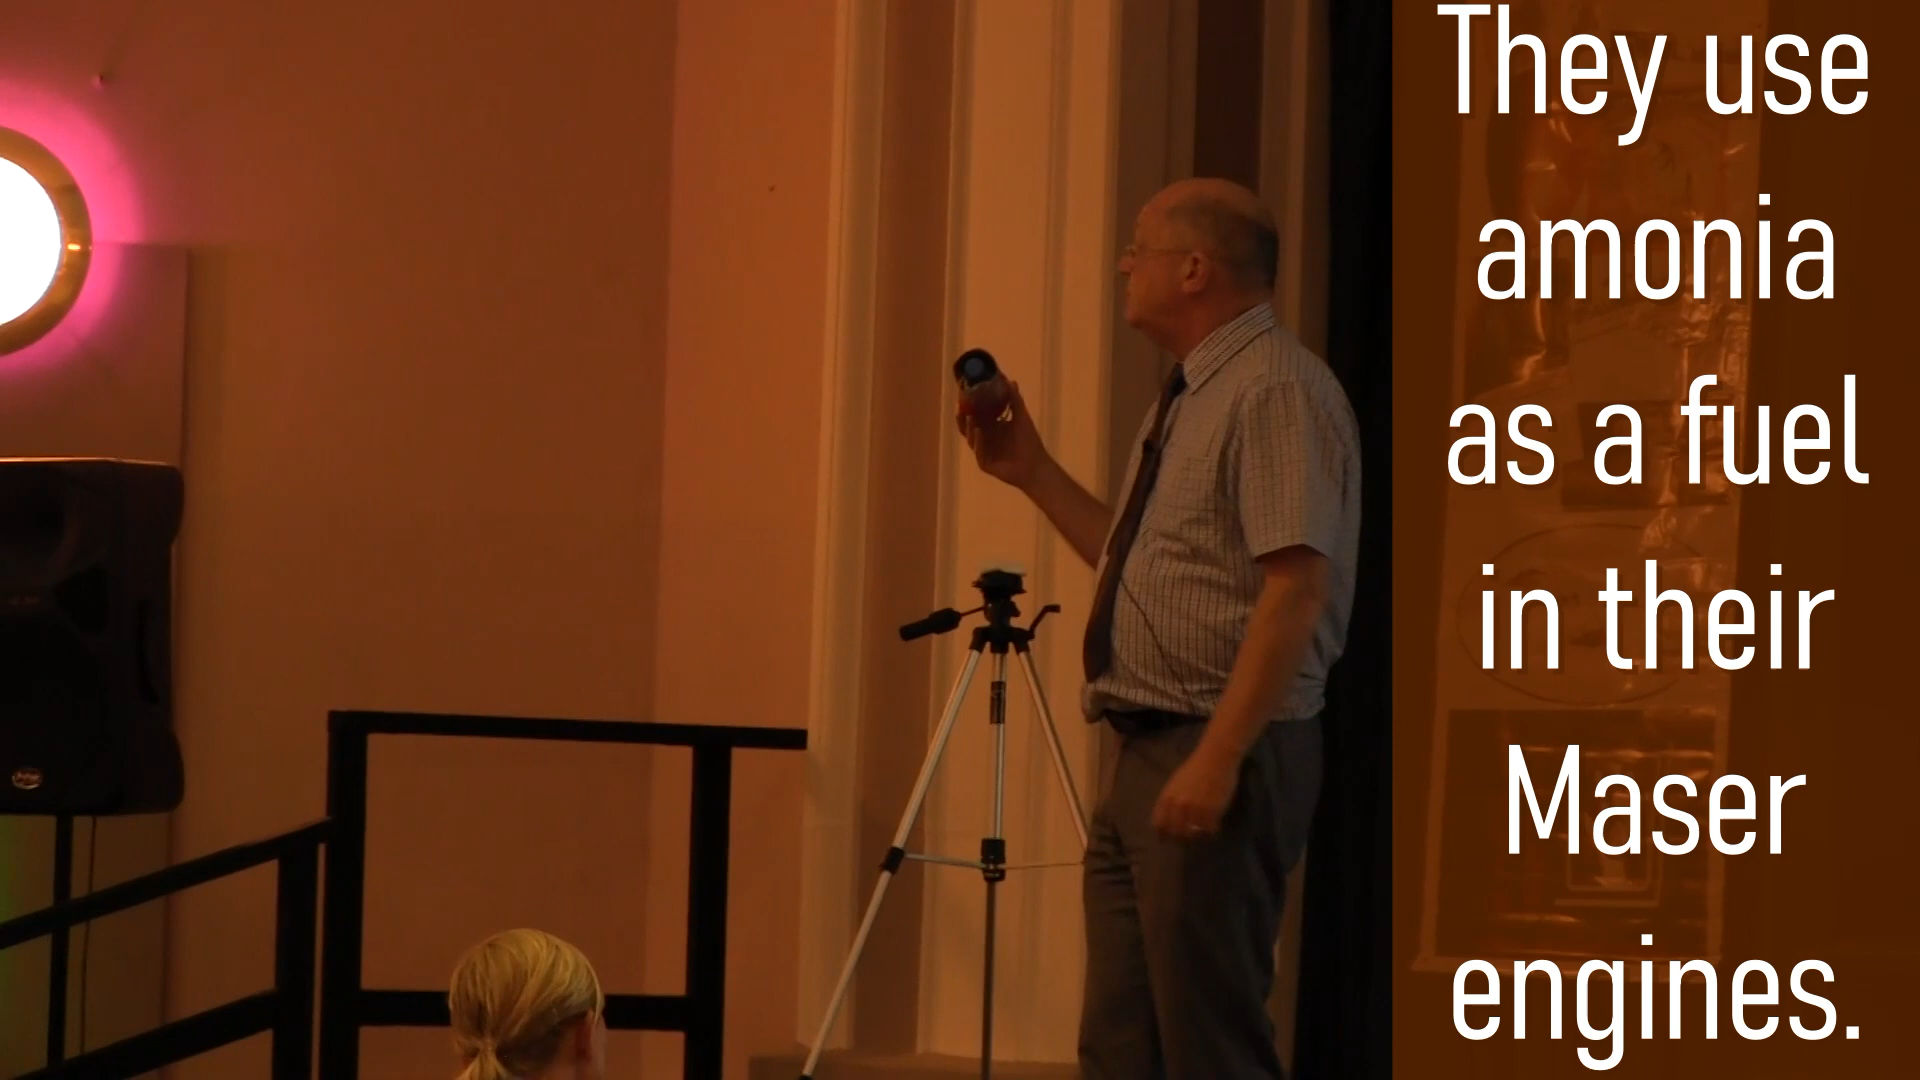 They use
amonia
as a fuel
in their
Maser
engines.